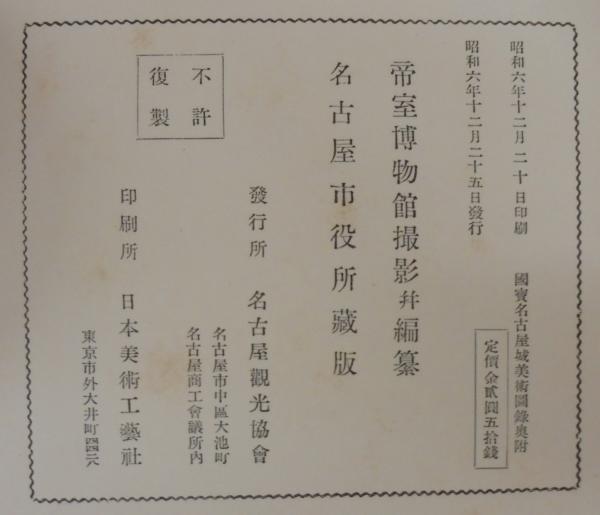 昭和六年十二月二十日印刷
國寳名古屋城美術圖錄奥附
昭和六年十二月二十五日發行
定價金貳圓五拾錢
帝室博物館撮影幷編纂
名古屋市役所藏版
發行所 名古屋觀光協會
名古屋市中區大池町
名古屋商工會議所内
不許
復製
印刷所 日本美術工藝社
東京市外大井町